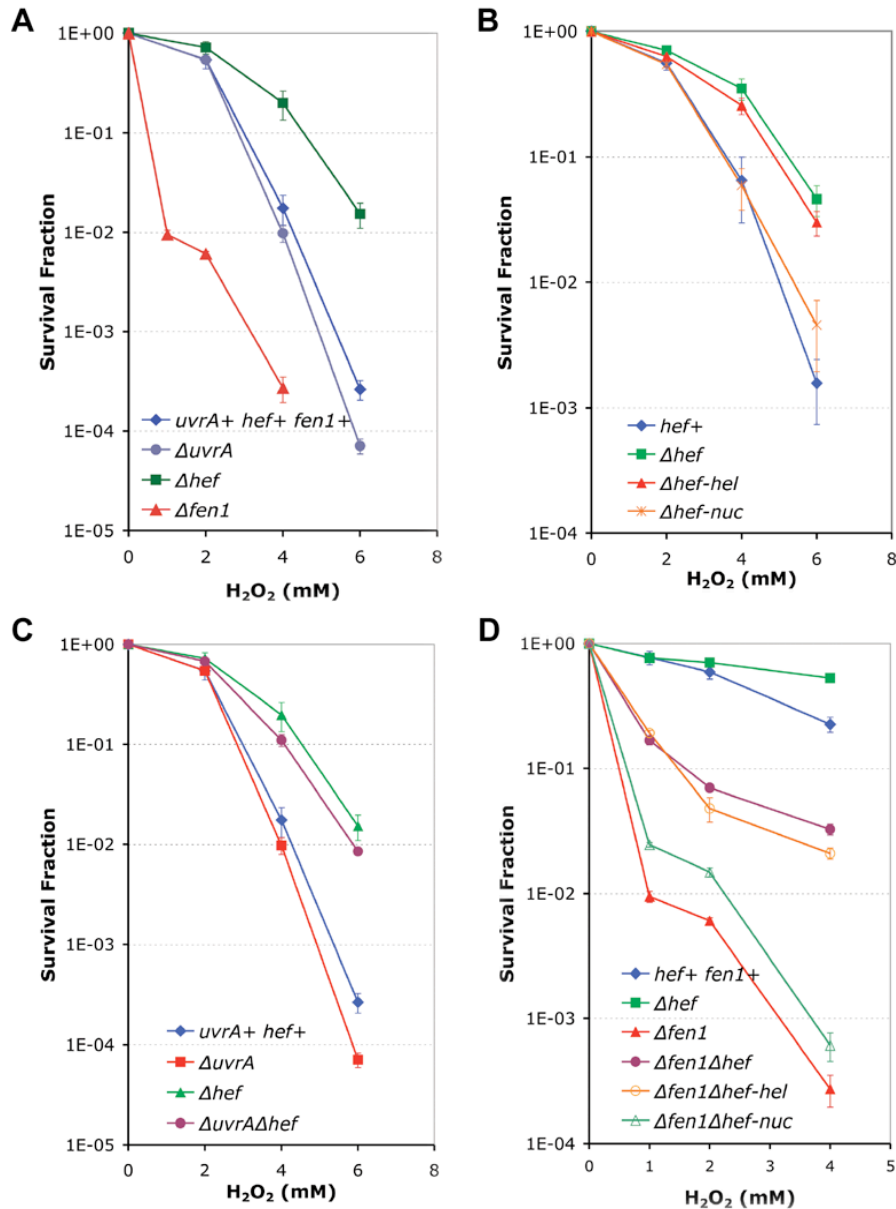 A
1E+00
1E-01
1E-02
1E-03
1E-04
1E-05
Survival Fraction
uvrA+ hef+ fen1+
ΔuvrA
Δhef
Δfen1
0 2 4 6 8
H₂O₂ (mM)
B
1E+00
1E-01
1E-02
1E-03
1E-04
Survival Fraction
hef+
Δhef
Δhef-hel
Δhef-nuc
0 2 4 6 8
H₂O₂ (mM)
C
1E+00
1E-01
1E-02
1E-03
1E-04
1E-05
Survival Fraction
uvrA+ hef+
ΔuvrA
Δhef
ΔuvrAΔhef
0 2 4 6 8
H₂O₂ (mM)
D
1E+00
1E-01
1E-02
1E-03
1E-04
Survival Fraction
hef+ fen1+
Δhef
Δfen1
Δfen1Δhef
Δfen1Δhef-hel
Δfen1Δhef-nuc
0 1 2 3 4 5
H₂O₂ (mM)